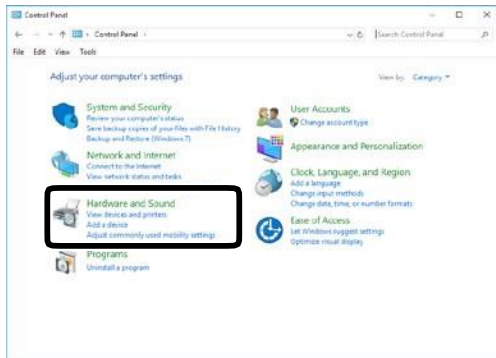 Control Panel
Control Panel
Search Control Panel
File Edit View Tools
Adjust your computer's settings
View by: Category
System and Security
Review your computer's status
Save backup copies of your files with File History
Backup and Restore (Windows 7)
Network and Internet
Connect to the Internet
View network status and tasks
Hardware and Sound
View devices and printers
Add a device
Adjust commonly used mobility settings
Programs
Uninstall a program
User Accounts
Change account type
Appearance and Personalization
Clock, Language, and Region
Add a language
Change input methods
Change date, time, or number formats
Ease of Access
Let Windows suggest settings
Optimize visual display